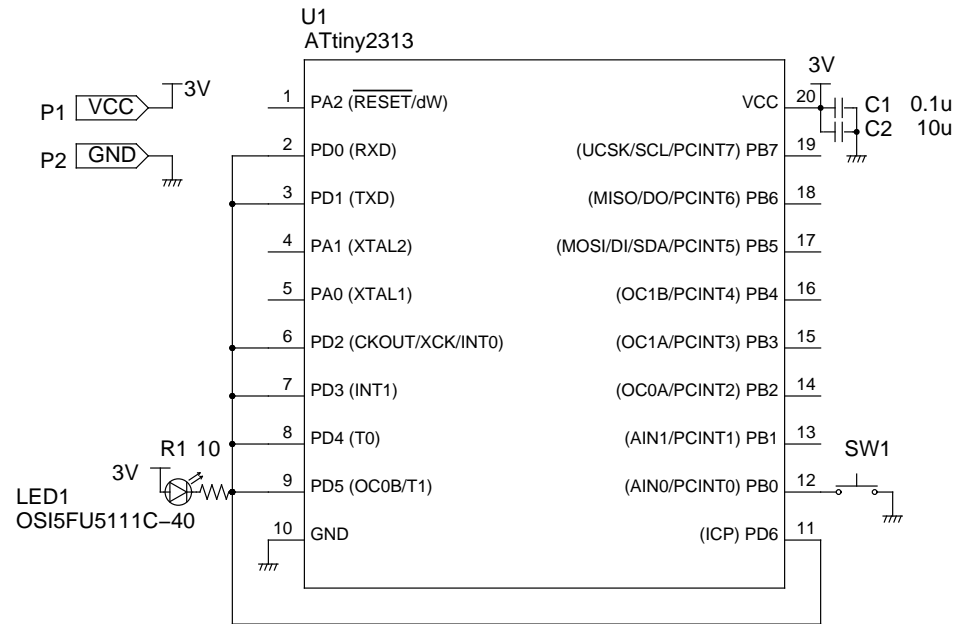 U1
ATtiny2313
3V
P1 VCC
P2 GND
1 PA2 (RESET/dW)
2 PD0 (RXD)
3 PD1 (TXD)
4 PA1 (XTAL2)
5 PA0 (XTAL1)
6 PD2 (CKOUT/XCK/INT0)
7 PD3 (INT1)
8 PD4 (T0)
9 PD5 (OC0B/T1)
10 GND
3V
VCC 20
C1 0.1u
C2 10u
(UCSK/SCL/PCINT7) PB7 19
(MISO/DO/PCINT6) PB6 18
(MOSI/DI/SDA/PCINT5) PB5 17
(OC1B/PCINT4) PB4 16
(OC1A/PCINT3) PB3 15
(OC0A/PCINT2) PB2 14
(AIN1/PCINT1) PB1 13
(AIN0/PCINT0) PB0 12
(ICP) PD6 11
SW1
R1 10
3V
LED1
OSI5FU5111C−40